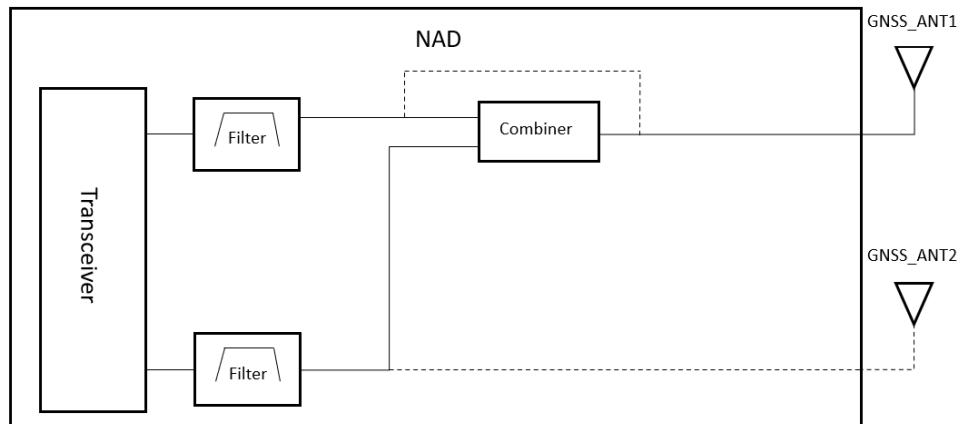 NAD
GNSS_ANT1
Filter
Combiner
Transceiver
GNSS_ANT2
Filter